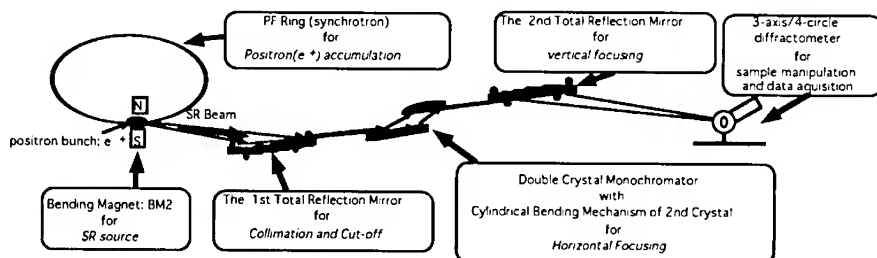 PF Ring (synchrotron)
for
Positron(e +) accumulation
The 2nd Total Reflection Mirror
for
vertical focusing
3-axis/4-circle
diffractometer
for
sample manipulation
and data aquisition
N
SR Beam
positron bunch; e +
S
Bending Magnet: BM2
for
SR source
The 1st Total Reflection Mirror
for
Collimation and Cut-off
Double Crystal Monochromator
with
Cylindrical Bending Mechanism of 2nd Crystal
for
Horizontal Focusing